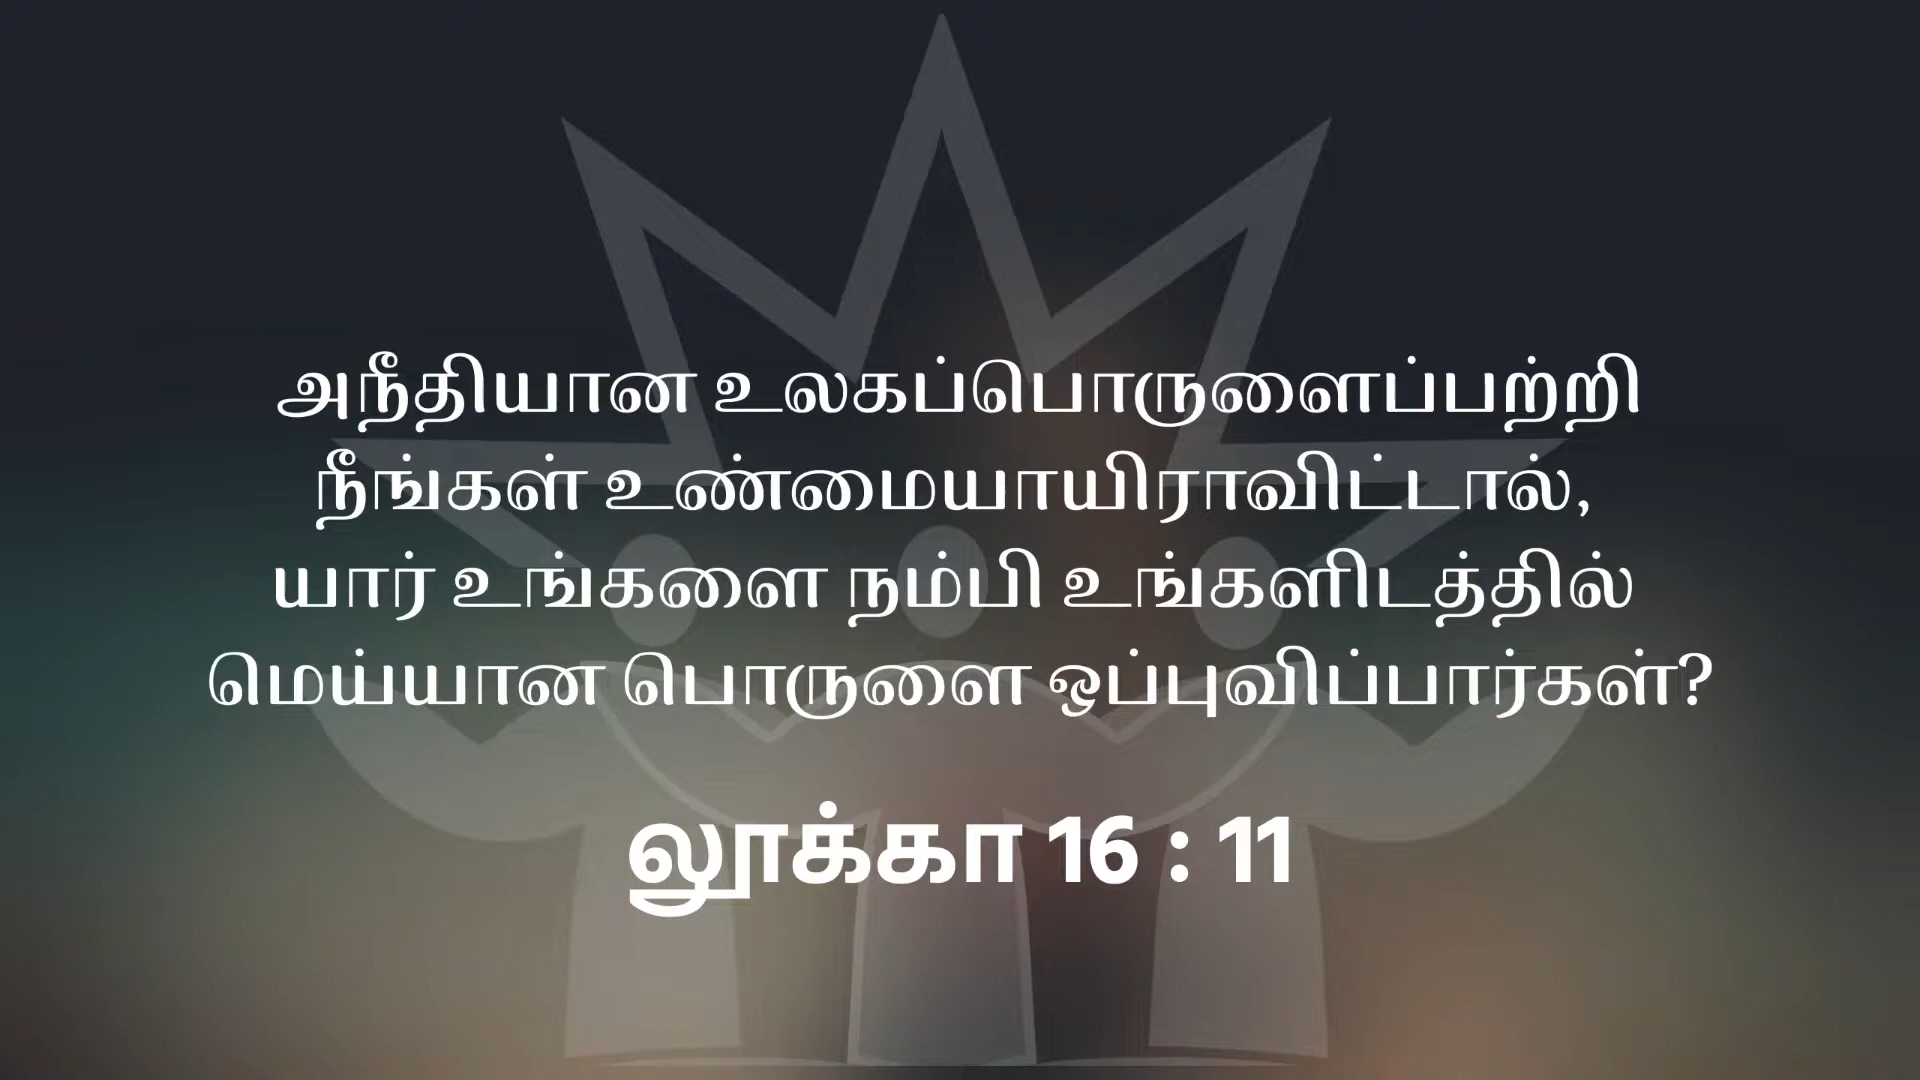 அநீதியான உலகப்பொருளைப்பற்றி
நீங்கள் உண்மையாயிராவிட்டால்,
யார் உங்களை நம்பி உங்களிடத்தில்
மெய்யான பொருளை ஒப்புவிப்பார்கள்?
லூக்கா 16 : 11